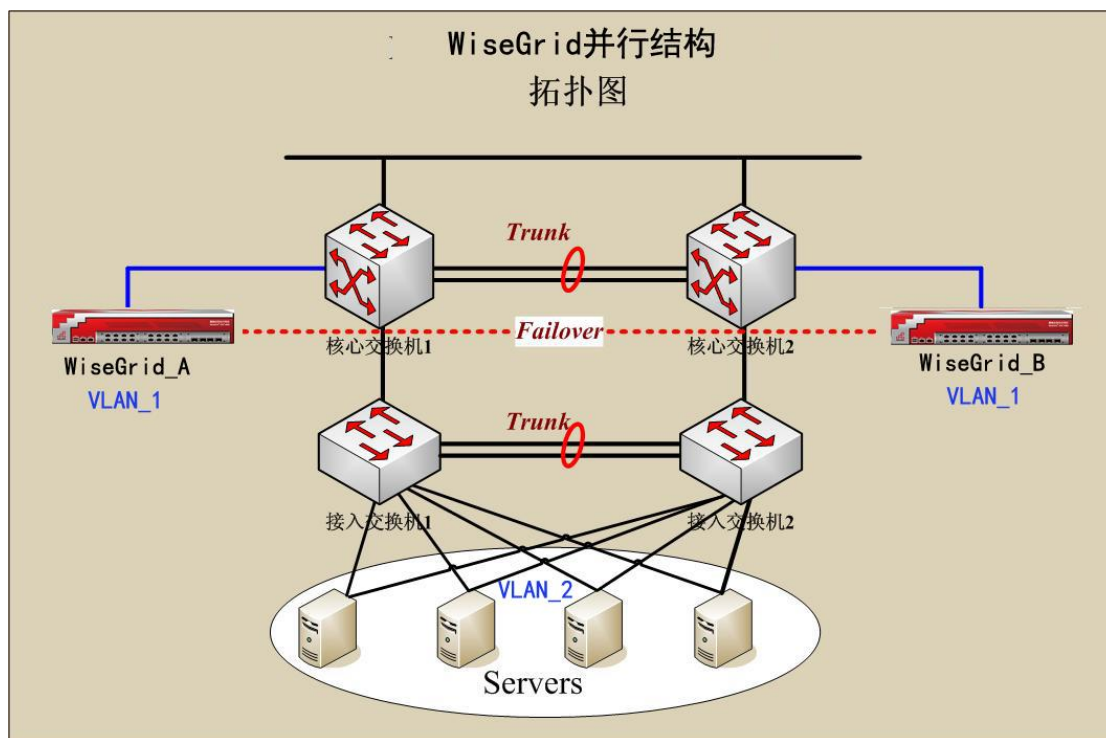 WiseGrid并行结构
拓扑图
Trunk
Failover
核心交换机1
核心交换机2
WiseGrid_A
WiseGrid_B
VLAN_1
VLAN_1
Trunk
接入交换机1
接入交换机2
VLAN_2
Servers